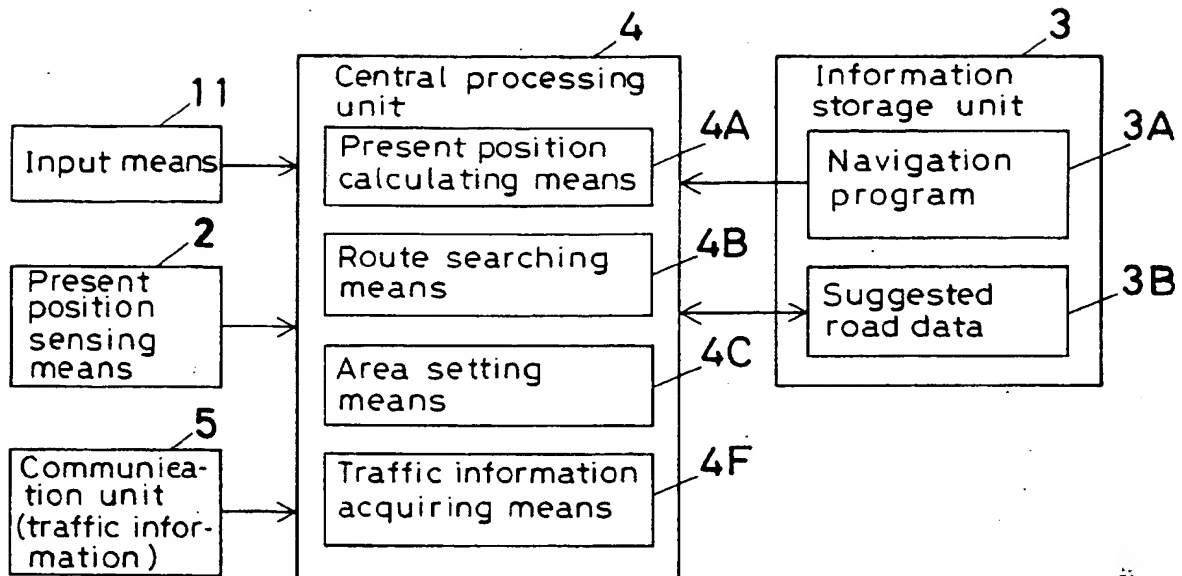 11
Input means
2
Present
position
sensing
means
5
Communica-
tion unit
(traffic infor-
mation)
4
Central processing
unit
4A
Present position
calculating means
4B
Route searching
means
4C
Area setting
means
4F
Traffic information
acquiring means
3
Information
storage unit
3A
Navigation
program
3B
Suggested
road data